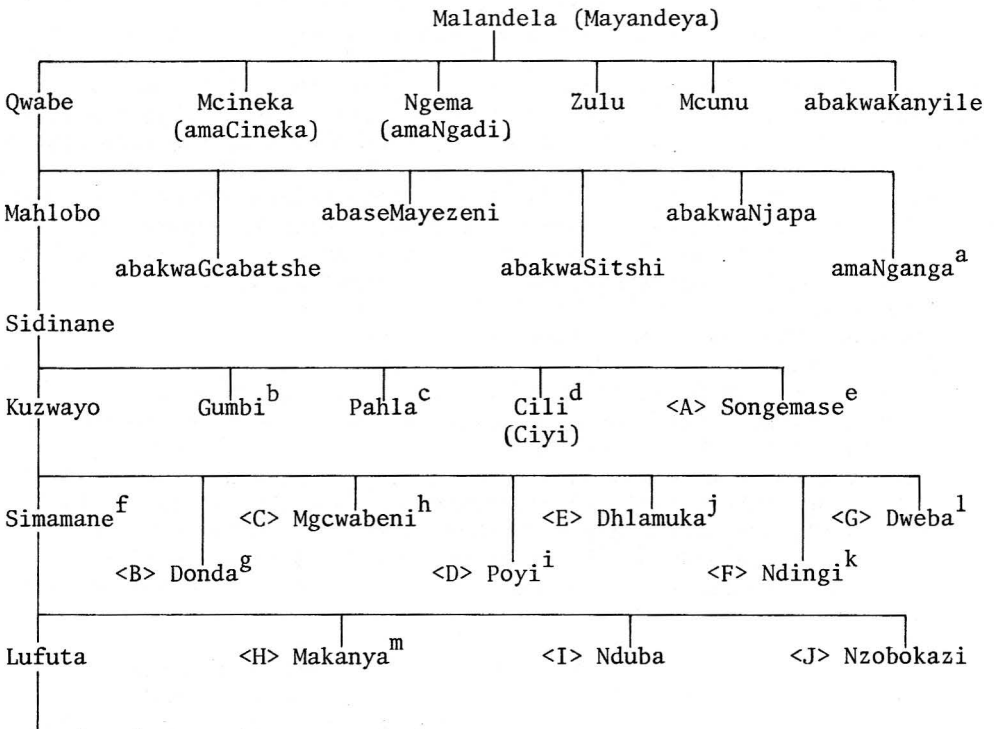 Malandela (Mayandeya)
Qwabe Mcineka Ngema Zulu Mcunu abakwaKanyile
(amaCineka) (amaNgadi)
Mahlobo abaseMayezeni abakwaNjapa
abakwaGcabatshe abakwaSitshi amaNganga^a
Sidinane
Kuzwayo Gumbi^b Pahla^c Cili^d <A> Songemase^e
(Ciyi)
Simamane^f <C> Mgcwabeni^h <E> Dhlamuka^j <G> Dweba^l
<B> Donda^g <D> Poyi^i <F> Ndingi^k
Lufuta <H> Makanya^m <I> Nduba <J> Nzobokazi